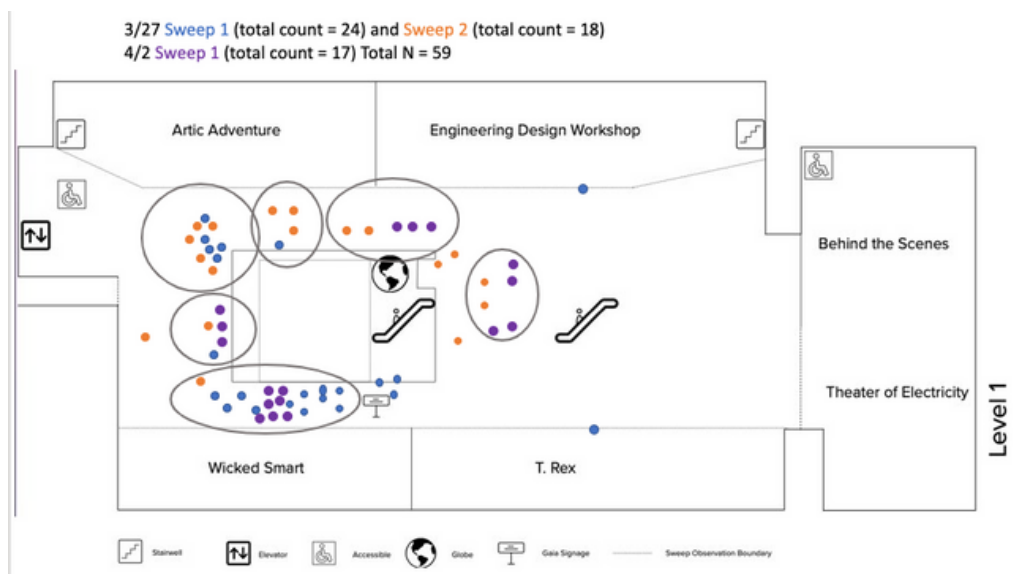 3/27 Sweep 1 (total count = 24) and Sweep 2 (total count = 18)
4/2 Sweep 1 (total count = 17) Total N = 59
Artic Adventure
Engineering Design Workshop
Behind the Scenes
Theater of Electricity
Level 1
Wicked Smart
T. Rex
Stairwell
Elevator
Accessible
Globe
Gaia Signage
Sweep Observation Boundary